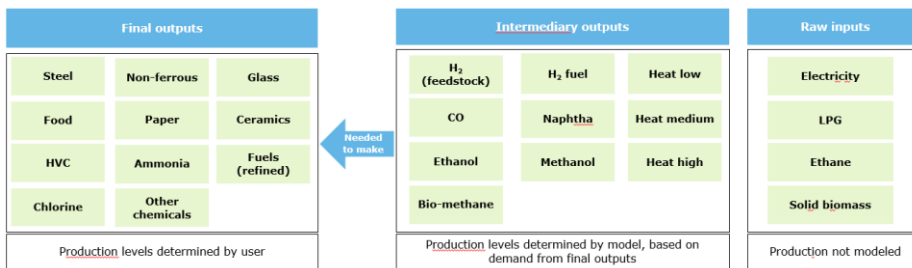 Final outputs
Steel
Non-ferrous
Glass
Food
Paper
Ceramics
HVC
Ammonia
Fuels
(refined)
Chlorine
Other
chemicals
Production levels determined by user
Needed
to make
Intermediary outputs
H₂
(feedstock)
H₂ fuel
Heat low
CO
Naphtha
Heat medium
Ethanol
Methanol
Heat high
Bio-methane
Production levels determined by model, based on
demand from final outputs
Raw inputs
Electricity
LPG
Ethane
Solid biomass
Production not modeled